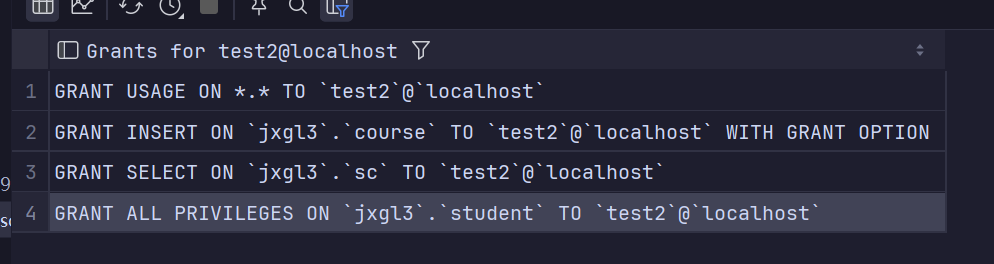 Grants for test2@localhost
1 GRANT USAGE ON *.* TO `test2`@`localhost`
2 GRANT INSERT ON `jxgl3`.`course` TO `test2`@`localhost` WITH GRANT OPTION
3 GRANT SELECT ON `jxgl3`.`sc` TO `test2`@`localhost`
9
4 GRANT ALL PRIVILEGES ON `jxgl3`.`student` TO `test2`@`localhost`